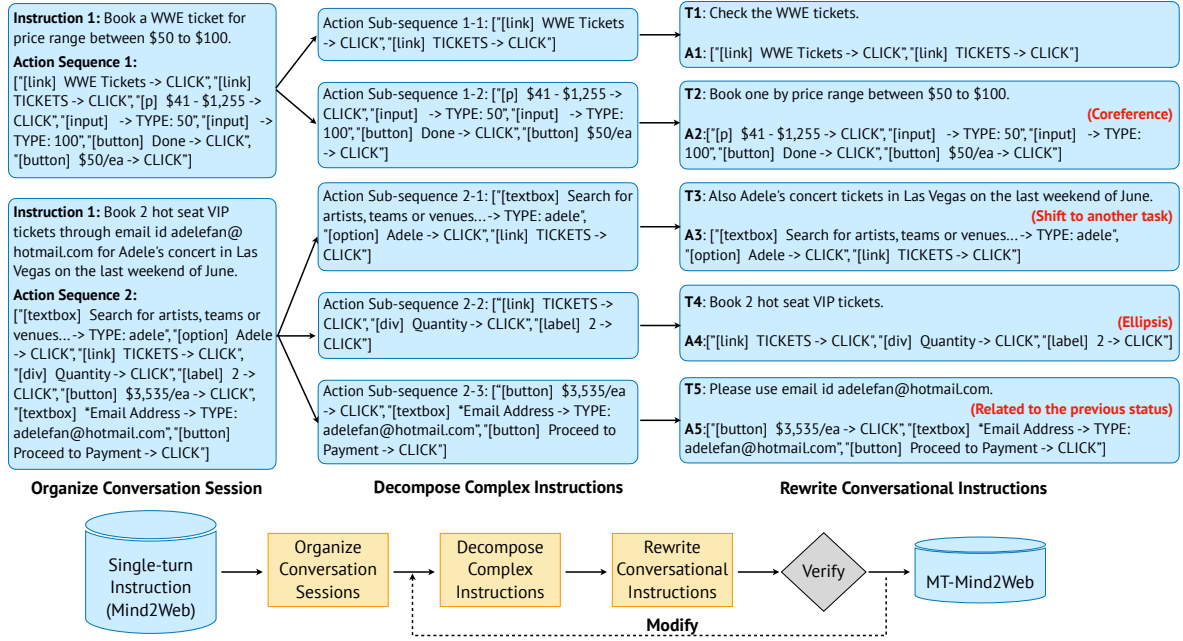 Instruction 1: Book a WWE ticket for
price range between $50 to $100.
Action Sequence 1:
["[link]  WWE Tickets -> CLICK", "[link]
TICKETS -> CLICK", "[p]  $41 - $1,255 ->
CLICK", "[input]  -> TYPE: 50", "[input]  ->
TYPE: 100", "[button]  Done -> CLICK",
"[button]  $50/ea -> CLICK"]
Action Sub-sequence 1-1: ["[link]  WWE Tickets
-> CLICK", "[link]  TICKETS -> CLICK"]
T1: Check the WWE tickets.
A1: ["[link]  WWE Tickets -> CLICK", "[link]  TICKETS -> CLICK"]
Action Sub-sequence 1-2: ["[p]  $41 - $1,255 ->
CLICK", "[input]  -> TYPE: 50", "[input]  -> TYPE:
100", "[button]  Done -> CLICK", "[button]  $50/ea
-> CLICK"]
T2: Book one by price range between $50 to $100.
(Coreference)
A2:["[p]  $41 - $1,255 -> CLICK", "[input]  -> TYPE: 50", "[input]  -> TYPE:
100", "[button]  Done -> CLICK", "[button]  $50/ea -> CLICK"]
Instruction 1: Book 2 hot seat VIP
tickets through email id adelefan@
hotmail.com for Adele's concert in Las
Vegas on the last weekend of June.
Action Sequence 2:
["[textbox]  Search for artists, teams or
venues... -> TYPE: adele", "[option]  Adele
-> CLICK", "[link]  TICKETS -> CLICK",
"[div]  Quantity -> CLICK", "[label]  2 ->
CLICK", "[button]  $3,535/ea -> CLICK",
"[textbox]  *Email Address -> TYPE:
adelefan@hotmail.com", "[button]
Proceed to Payment -> CLICK"]
Action Sub-sequence 2-1: ["[textbox]  Search for
artists, teams or venues... -> TYPE: adele",
"[option]  Adele -> CLICK", "[link]  TICKETS ->
CLICK"]
T3: Also Adele's concert tickets in Las Vegas on the last weekend of June.
(Shift to another task)
A3: ["[textbox]  Search for artists, teams or venues... -> TYPE: adele",
"[option]  Adele -> CLICK", "[link]  TICKETS -> CLICK"]
Action Sub-sequence 2-2: ["[link]  TICKETS ->
CLICK", "[div]  Quantity -> CLICK", "[label]  2 ->
CLICK"]
T4: Book 2 hot seat VIP tickets.
(Ellipsis)
A4:["[link]  TICKETS -> CLICK", "[div]  Quantity -> CLICK", "[label]  2 -> CLICK"]
Action Sub-sequence 2-3: ["[button]  $3,535/ea
-> CLICK", "[textbox]  *Email Address -> TYPE:
adelefan@hotmail.com", "[button]  Proceed to
Payment -> CLICK"]
T5: Please use email id adelefan@hotmail.com.
(Related to the previous status)
A5:["[button]  $3,535/ea -> CLICK", "[textbox]  *Email Address -> TYPE:
adelefan@hotmail.com", "[button]  Proceed to Payment -> CLICK"]
Organize Conversation Session
Decompose Complex Instructions
Rewrite Conversational Instructions
Single-turn
Instruction
(Mind2Web)
Organize
Conversation
Sessions
Decompose
Complex
Instructions
Rewrite
Conversational
Instructions
Verify
MT-Mind2Web
Modify